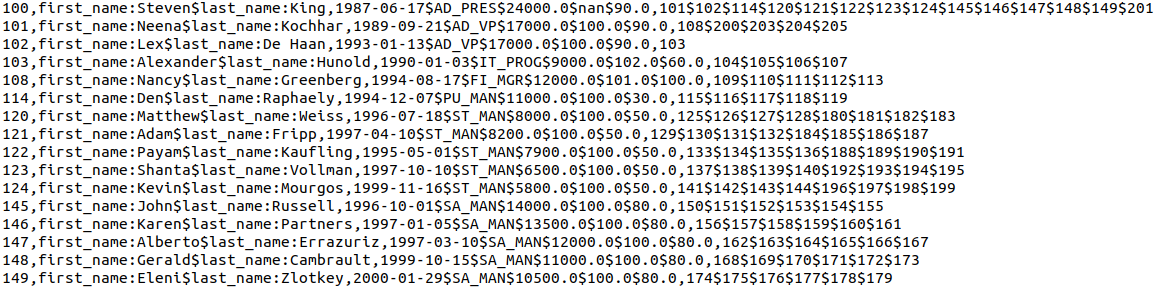 100,first_name:Steven$last_name:King,1987-06-17$AD_PRES$24000.0$nan$90.0,101$102$114$120$121$122$123$124$145$146$147$148$149$201
101,first_name:Neena$last_name:Kochhar,1989-09-21$AD_VP$17000.0$100.0$90.0,108$200$203$204$205
102,first_name:Lex$last_name:De Haan,1993-01-13$AD_VP$17000.0$100.0$90.0,103
103,first_name:Alexander$last_name:Hunold,1990-01-03$IT_PROG$9000.0$102.0$60.0,104$105$106$107
108,first_name:Nancy$last_name:Greenberg,1994-08-17$FI_MGR$12000.0$101.0$100.0,109$110$111$112$113
114,first_name:Den$last_name:Raphaely,1994-12-07$PU_MAN$11000.0$100.0$30.0,115$116$117$118$119
120,first_name:Matthew$last_name:Weiss,1996-07-18$ST_MAN$8000.0$100.0$50.0,125$126$127$128$180$181$182$183
121,first_name:Adam$last_name:Fripp,1997-04-10$ST_MAN$8200.0$100.0$50.0,129$130$131$132$184$185$186$187
122,first_name:Payam$last_name:Kaufling,1995-05-01$ST_MAN$7900.0$100.0$50.0,133$134$135$136$188$189$190$191
123,first_name:Shanta$last_name:Vollman,1997-10-10$ST_MAN$6500.0$100.0$50.0,137$138$139$140$192$193$194$195
124,first_name:Kevin$last_name:Mourgos,1999-11-16$ST_MAN$5800.0$100.0$50.0,141$142$143$144$196$197$198$199
145,first_name:John$last_name:Russell,1996-10-01$SA_MAN$14000.0$100.0$80.0,150$151$152$153$154$155
146,first_name:Karen$last_name:Partners,1997-01-05$SA_MAN$13500.0$100.0$80.0,156$157$158$159$160$161
147,first_name:Alberto$last_name:Errazuriz,1997-03-10$SA_MAN$12000.0$100.0$80.0,162$163$164$165$166$167
148,first_name:Gerald$last_name:Cambrault,1999-10-15$SA_MAN$11000.0$100.0$80.0,168$169$170$171$172$173
149,first_name:Eleni$last_name:Zlotkey,2000-01-29$SA_MAN$10500.0$100.0$80.0,174$175$176$177$178$179